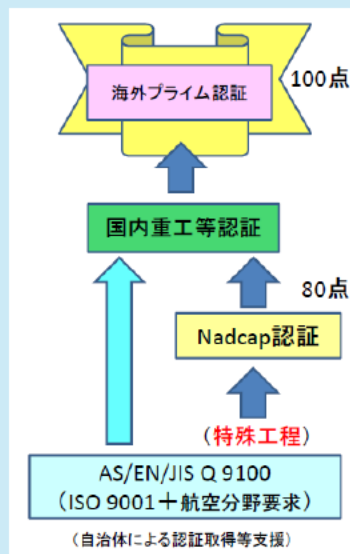 海外プライム認証
100点
国内重工等認証
80点
Nadcap認証
(特殊工程)
AS/EN/JIS Q 9100
(ISO 9001＋航空分野要求)
(自治体による認証取得等支援)